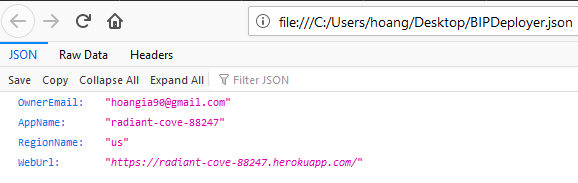 file:///C:/Users/hoang/Desktop/BIPDeployer.json
JSON Raw Data Headers
Save Copy Collapse All Expand All Filter JSON
OwnerEmail: "hoangia90@gmail.com"
AppName: "radiant-cove-88247"
RegionName: "us"
WebUrl: "https://radiant-cove-88247.herokuapp.com/"